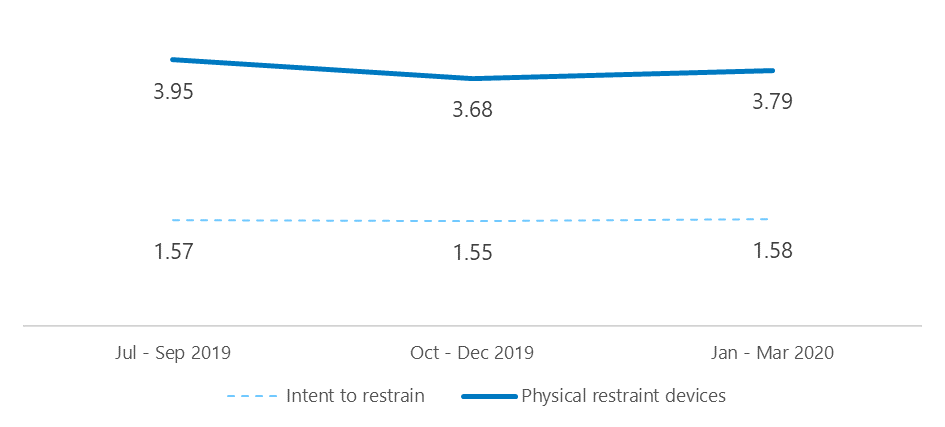 3.95
3.68
3.79
1.57
1.55
1.58
Jul - Sep 2019
Oct - Dec 2019
Jan - Mar 2020
Intent to restrain
Physical restraint devices